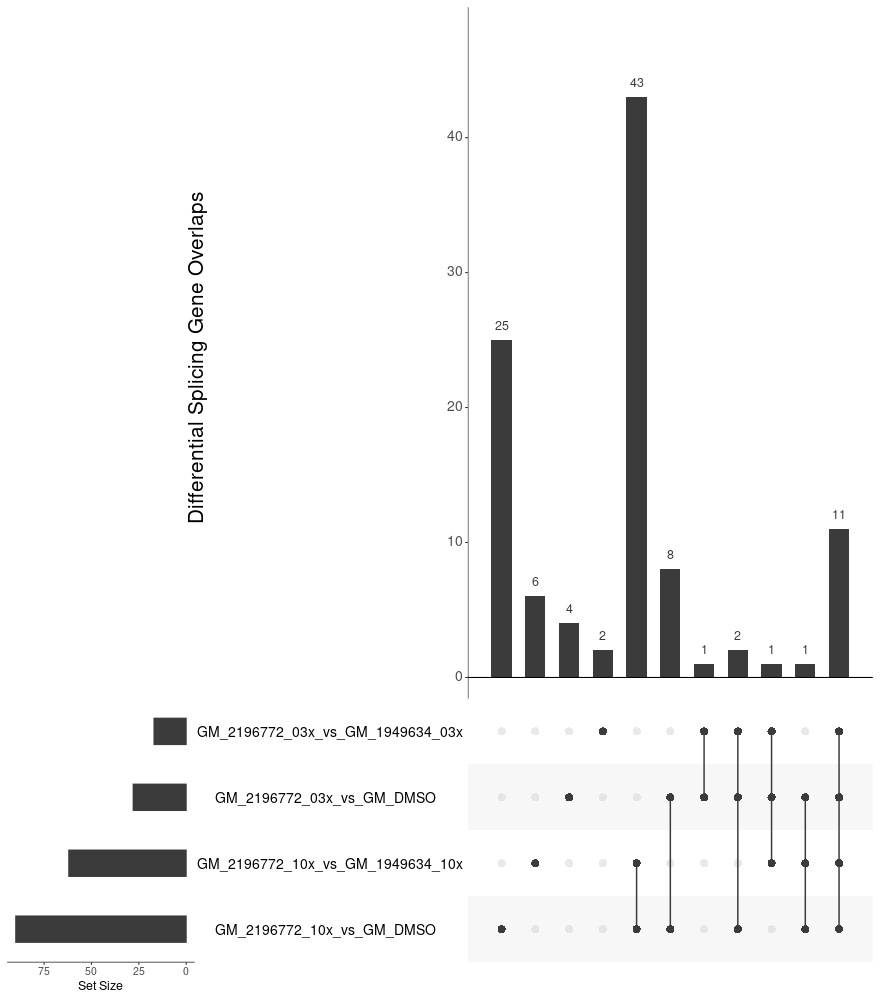 Differential Splicing Gene Overlaps
40
30
20
10
0
25
6
4
2
43
8
1
2
1
1
11
GM_2196772_03x_vs_GM_1949634_03x
GM_2196772_03x_vs_GM_DMSO
GM_2196772_10x_vs_GM_1949634_10x
GM_2196772_10x_vs_GM_DMSO
75 50 25 0
Set Size